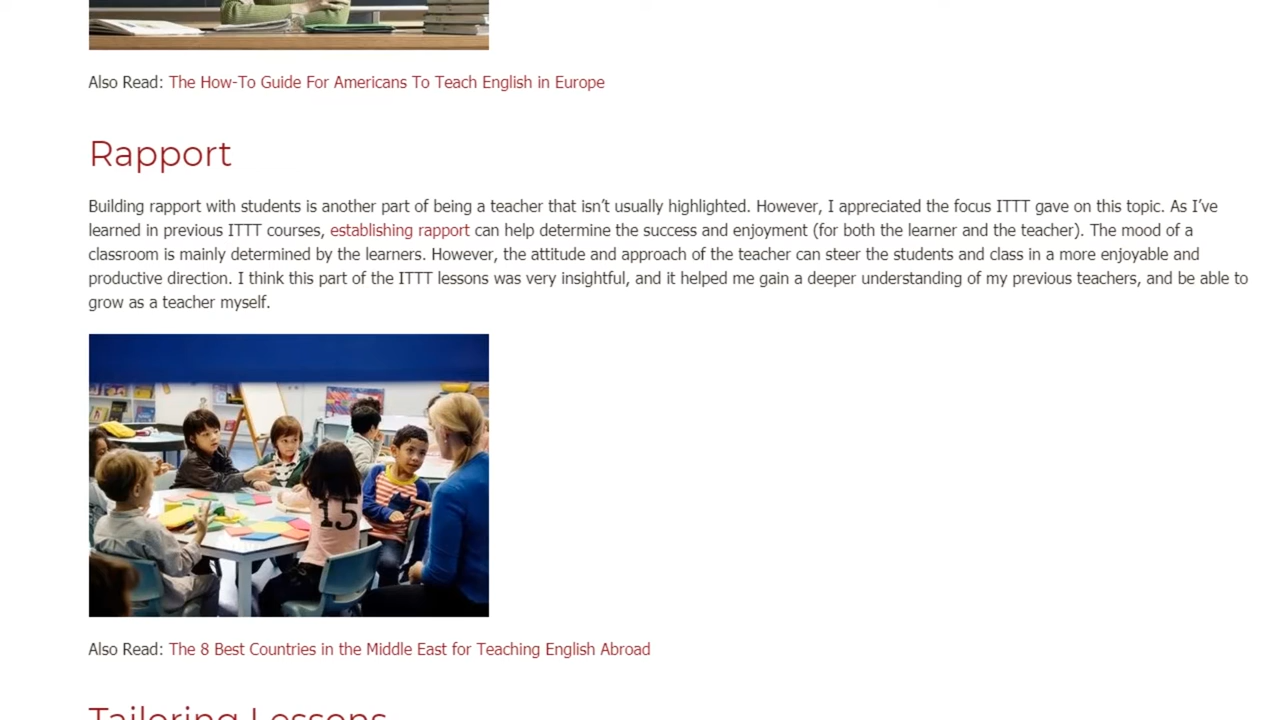 Also Read: The How-To Guide For Americans To Teach English in Europe
Rapport
Building rapport with students is another part of being a teacher that isn’t usually highlighted. However, I appreciated the focus ITTT gave on this topic. As I’ve
learned in previous ITTT courses, establishing rapport can help determine the success and enjoyment (for both the learner and the teacher). The mood of a
classroom is mainly determined by the learners. However, the attitude and approach of the teacher can steer the students and class in a more enjoyable and
productive direction. I think this part of the ITTT lessons was very insightful, and it helped me gain a deeper understanding of my previous teachers, and be able to
grow as a teacher myself.
15
Also Read: The 8 Best Countries in the Middle East for Teaching English Abroad
Tailoring Lessons